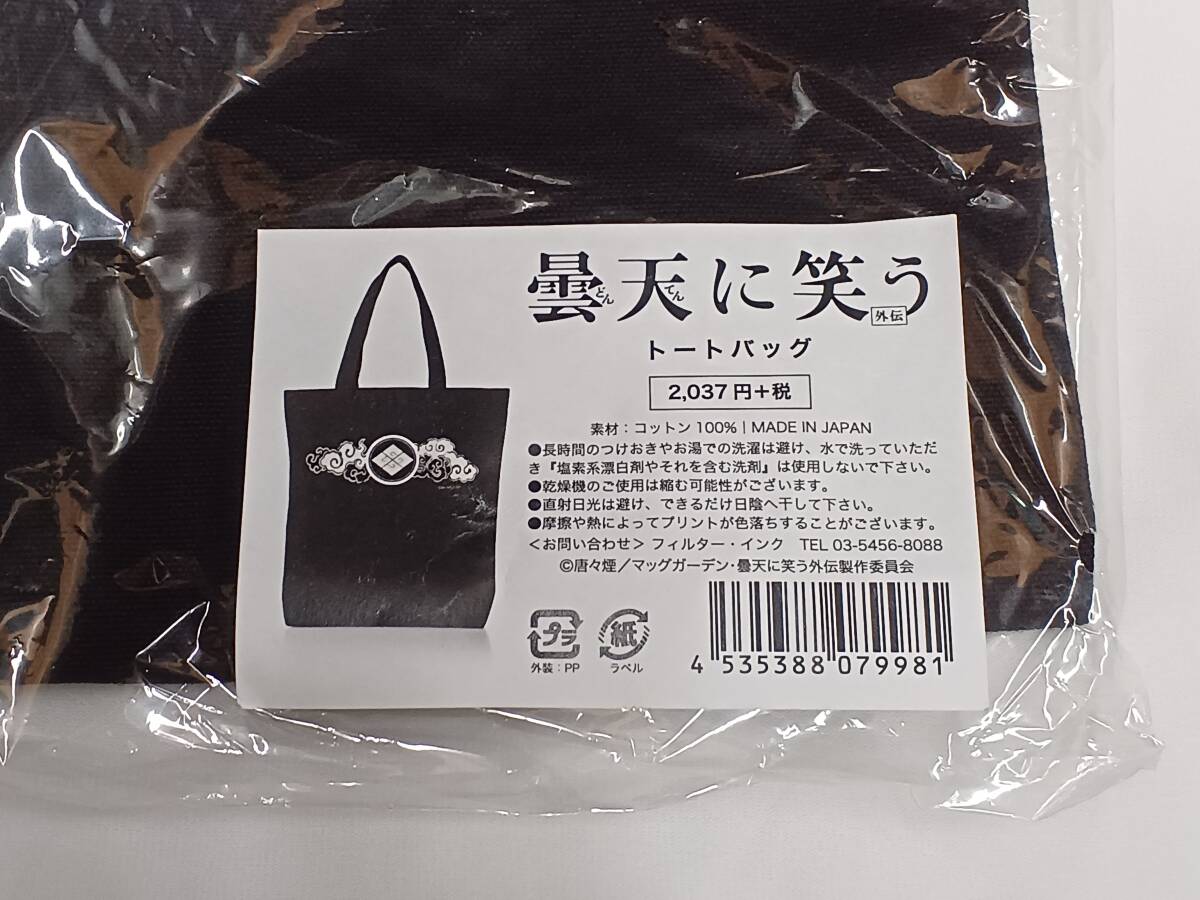 曇天に笑う
どん
てん
外伝
トートバッグ
2,037円+税
素材：コットン 100% | MADE IN JAPAN
●長時間のつけおきやお湯での洗濯は避け、水で洗っていただ
き『塩素系漂白剤やそれを含む洗剤』は使用しないで下さい。
●乾燥機のご使用は縮む可能性がございます。
●直射日光は避け、できるだけ日陰へ干して下さい。
●摩擦や熱によってプリントが色落ちすることがございます。
＜お問い合わせ＞フィルター・インク TEL 03-5456-8088
©唐々煙／マッグガーデン・曇天に笑う外伝製作委員会
プラ
外装：PP
紙
ラベル
4 535388 079981